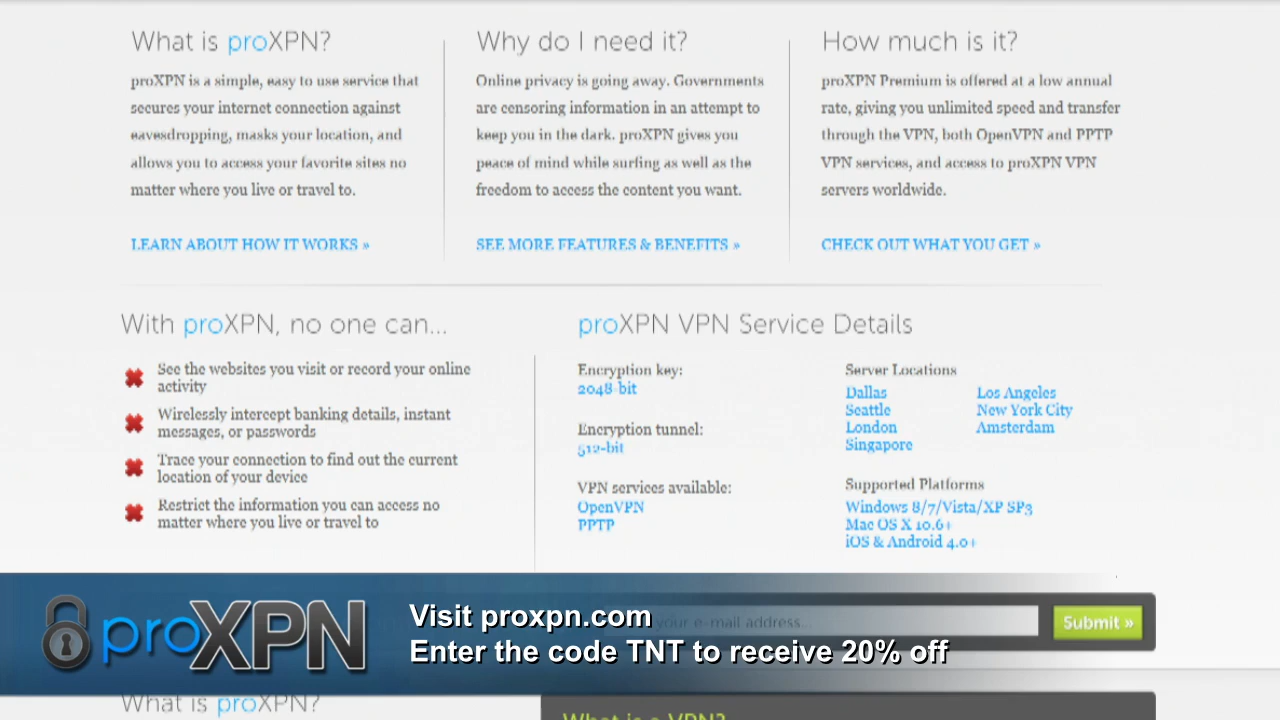 What is proXPN?
proXPN is a simple, easy to use service that
secures your internet connection against
eavesdropping, masks your location, and
allows you to access your favorite sites no
matter where you live or travel to.
LEARN ABOUT HOW IT WORKS »
Why do I need it?
Online privacy is going away. Governments
are censoring information in an attempt to
keep you in the dark. proXPN gives you
peace of mind while surfing as well as the
freedom to access the content you want.
SEE MORE FEATURES & BENEFITS »
How much is it?
proXPN Premium is offered at a low annual
rate, giving you unlimited speed and transfer
through the VPN, both OpenVPN and PPTP
VPN services, and access to proXPN VPN
servers worldwide.
CHECK OUT WHAT YOU GET »
With proXPN, no one can...
See the websites you visit or record your online
activity
Wirelessly intercept banking details, instant
messages, or passwords
Trace your connection to find out the current
location of your device
Restrict the information you can access no
matter where you live or travel to
proXPN VPN Service Details
Encryption key:
2048-bit
Encryption tunnel:
512-bit
VPN services available:
OpenVPN
PPTP
Server Locations
Dallas
Seattle
London
Singapore
Los Angeles
New York City
Amsterdam
Supported Platforms
Windows 8/7/Vista/XP SP3
Mac OS X 10.6+
iOS & Android 4.0+
proXPN
Visit proxpn.com
Enter the code TNT to receive 20% off
your e-mail address...
Submit »
What is proXPN?
What is a VPN?